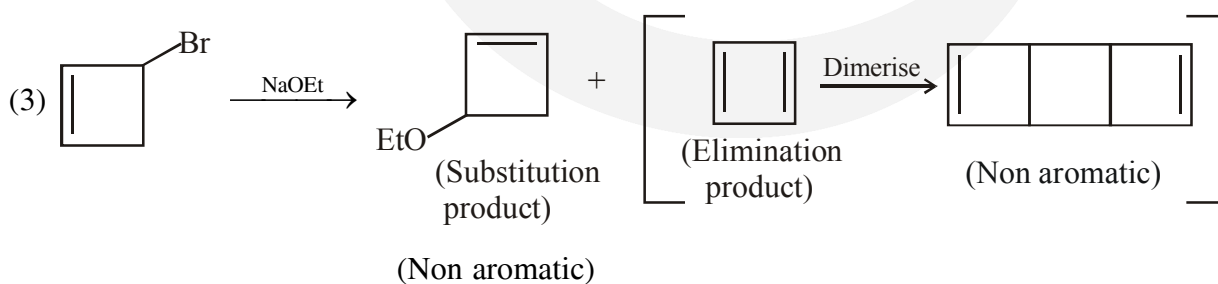 (3)
Br
NaOEt
EtO
(Substitution
product)
(Non aromatic)
+
(Elimination
product)
Dimerise
(Non aromatic)